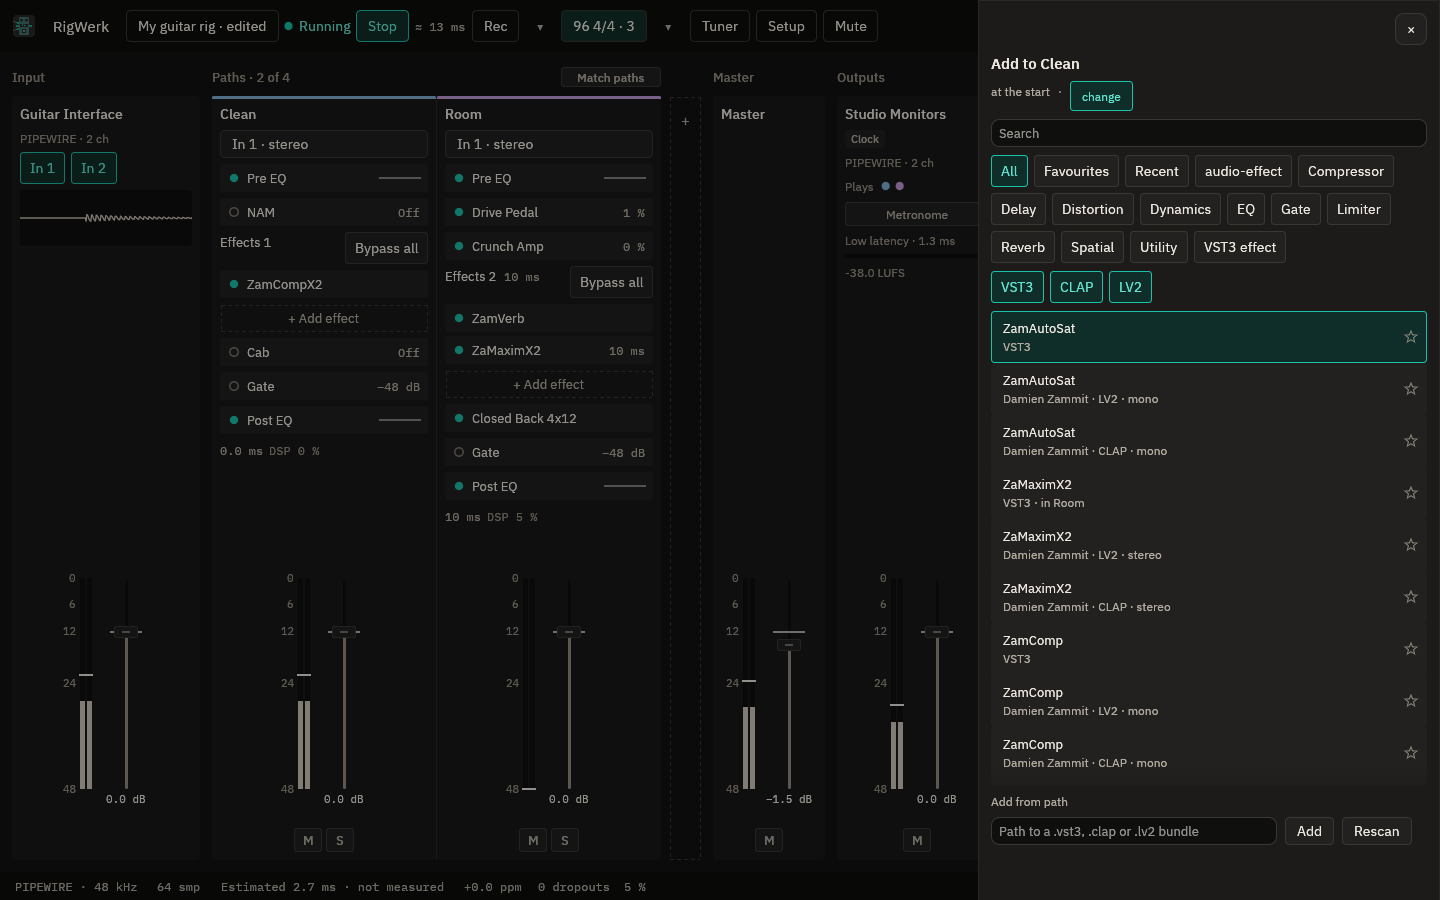 RigWerk
My guitar rig · edited
Running
Stop
≈ 13 ms
Rec
96 4/4 · 3
Tuner
Setup
Mute
Input
Paths · 2 of 4
Match paths
Master
Outputs
Guitar Interface
PIPEWIRE · 2 ch
In 1
In 2
Clean
In 1 · stereo
Pre EQ
NAM
Off
Effects 1
Bypass all
ZamCompX2
+ Add effect
Cab
Off
Gate
−48 dB
Post EQ
0.0 ms DSP 0 %
Room
In 1 · stereo
Pre EQ
Drive Pedal
1 %
Crunch Amp
0 %
Effects 2 10 ms
Bypass all
ZamVerb
ZaMaximX2
10 ms
+ Add effect
Closed Back 4x12
Gate
−48 dB
Post EQ
10 ms DSP 5 %
+
Master
Studio Monitors
Clock
PIPEWIRE · 2 ch
Plays
Metronome
Low latency · 1.3 ms
-38.0 LUFS
0
6
12
24
48
0.0 dB
0
6
12
24
48
0.0 dB
M
S
0
6
12
24
48
0.0 dB
M
S
0
6
12
24
48
−1.5 dB
M
0
6
12
24
48
0.0 dB
M
PIPEWIRE · 48 kHz
64 smp
Estimated 2.7 ms · not measured
+0.0 ppm
0 dropouts
5 %
×
Add to Clean
at the start ·
change
Search
All
Favourites
Recent
audio-effect
Compressor
Delay
Distortion
Dynamics
EQ
Gate
Limiter
Reverb
Spatial
Utility
VST3 effect
VST3
CLAP
LV2
ZamAutoSat
VST3
ZamAutoSat
Damien Zammit · LV2 · mono
ZamAutoSat
Damien Zammit · CLAP · mono
ZaMaximX2
VST3 · in Room
ZaMaximX2
Damien Zammit · LV2 · stereo
ZaMaximX2
Damien Zammit · CLAP · stereo
ZamComp
VST3
ZamComp
Damien Zammit · LV2 · mono
ZamComp
Damien Zammit · CLAP · mono
Add from path
Path to a .vst3, .clap or .lv2 bundle
Add
Rescan